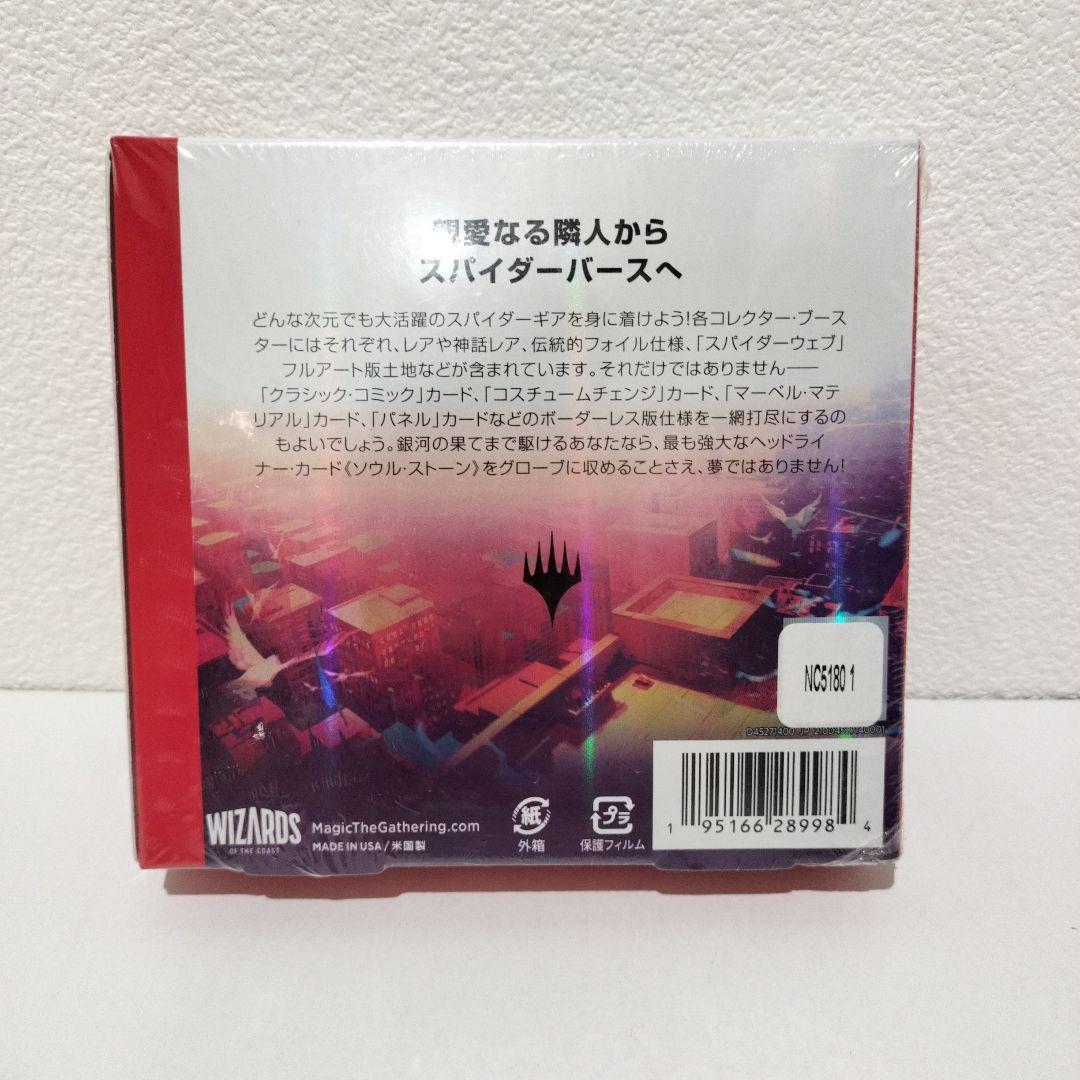 親愛なる隣人から
スパイダーバースへ
どんな次元でも大活躍のスパイダーギアを身に着けよう!各コレクター・ブース
ターにはそれぞれ、レアや神話レア、伝統的フォイル仕様、「スパイダーウェブ」
フルアート版土地などが含まれています。それだけではありません――
「クラシック・コミック」カード、「コスチュームチェンジ」カード、「マーベル・マテ
リアル」カード、「パネル」カードなどのボーダーレス版仕様を一網打尽にするの
もよいでしょう。銀河の果てまで駆けるあなたなら、最も強大なヘッドライ
ナー・カード《ソウル・ストーン》をグローブに収めることさえ、夢ではありません!
NC5180 1
D45271400 JP
WIZARDS
OF THE COAST
MagicTheGathering.com
MADE IN USA / 米国製
紙
外箱
プラ
保護フィルム
1 95166 28998 4